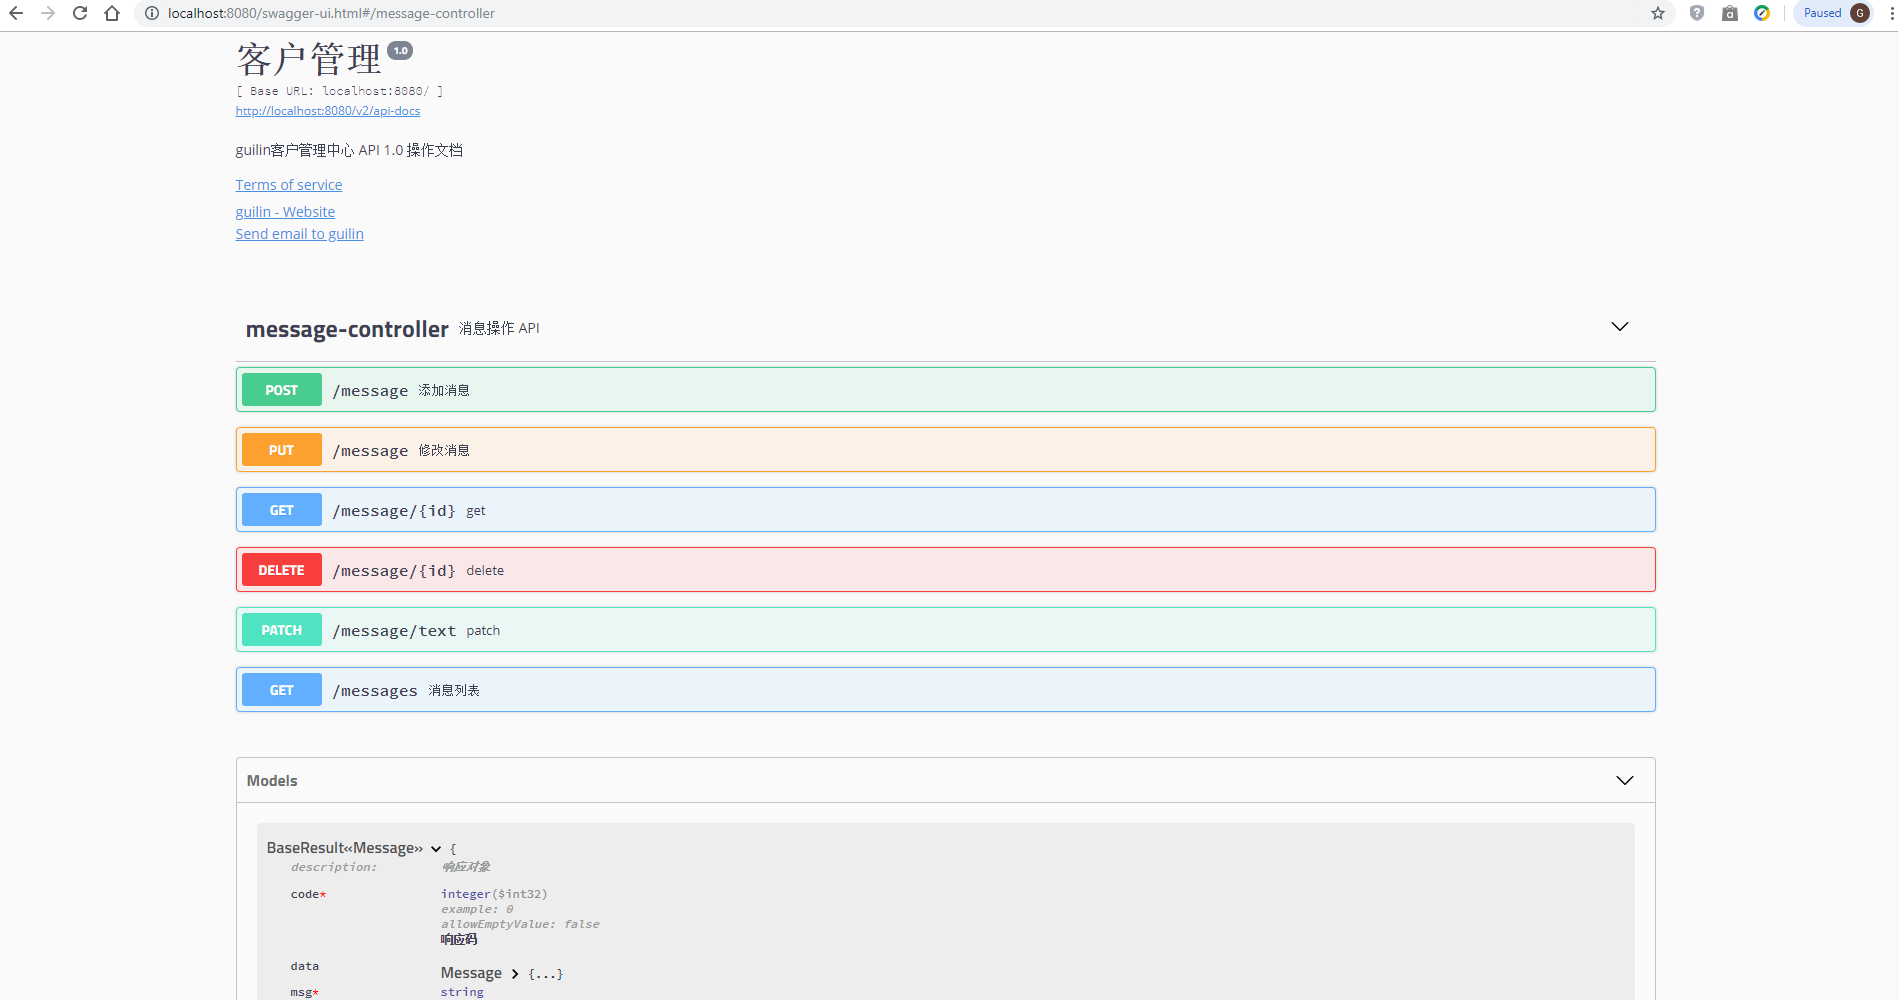 localhost:8080/swagger-ui.html#/message-controller
Paused
G
客户管理 1.0
[ Base URL: localhost:8080/ ]
http://localhost:8080/v2/api-docs
guilin客户管理中心 API 1.0 操作文档
Terms of service
guilin - Website
Send email to guilin
message-controller 消息操作 API
POST /message 添加消息
PUT /message 修改消息
GET /message/{id} get
DELETE /message/{id} delete
PATCH /message/text patch
GET /messages 消息列表
Models
BaseResult«Message» {
description: 响应对象
code* integer($int32)
example: 0
allowEmptyValue: false
响应码
data Message {...}
msg* string